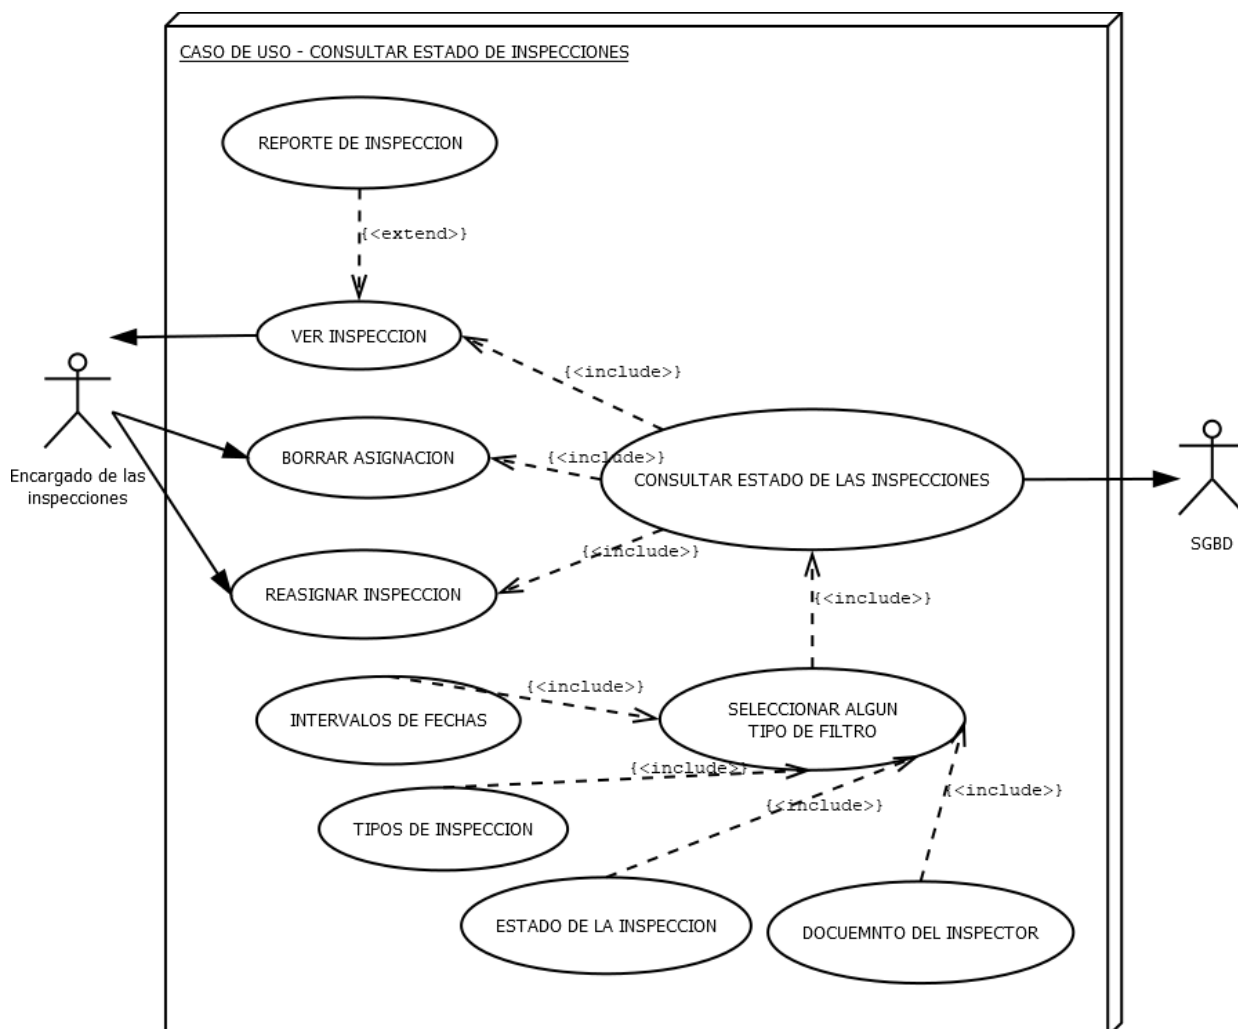 CASO DE USO - CONSULTAR ESTADO DE INSPECCIONES
REPORTE DE INSPECCION
{<extend>}
VER INSPECCION
{<include>}
Encargado de las
inspecciones
BORRAR ASIGNACION
{<include>}
CONSULTAR ESTADO DE LAS INSPECCIONES
SGBD
{<include>}
REASIGNAR INSPECCION
{<include>}
{<include>}
INTERVALOS DE FECHAS
SELECCIONAR ALGUN
TIPO DE FILTRO
{<include>}
{<include>}
{<include>}
TIPOS DE INSPECCION
ESTADO DE LA INSPECCION
DOCUEMNTO DEL INSPECTOR